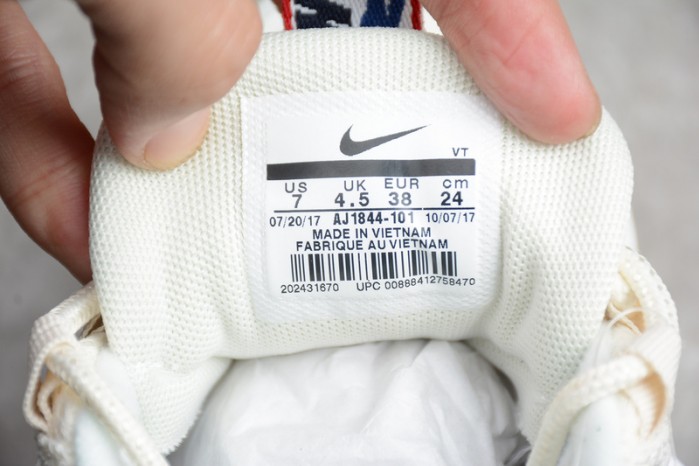 VT
US UK EUR cm
7 4.5 38 24
07/20/17 AJ1844-101 10/07/17
MADE IN VIETNAM
FABRIQUE AU VIETNAM
202431670 UPC 00888412758470